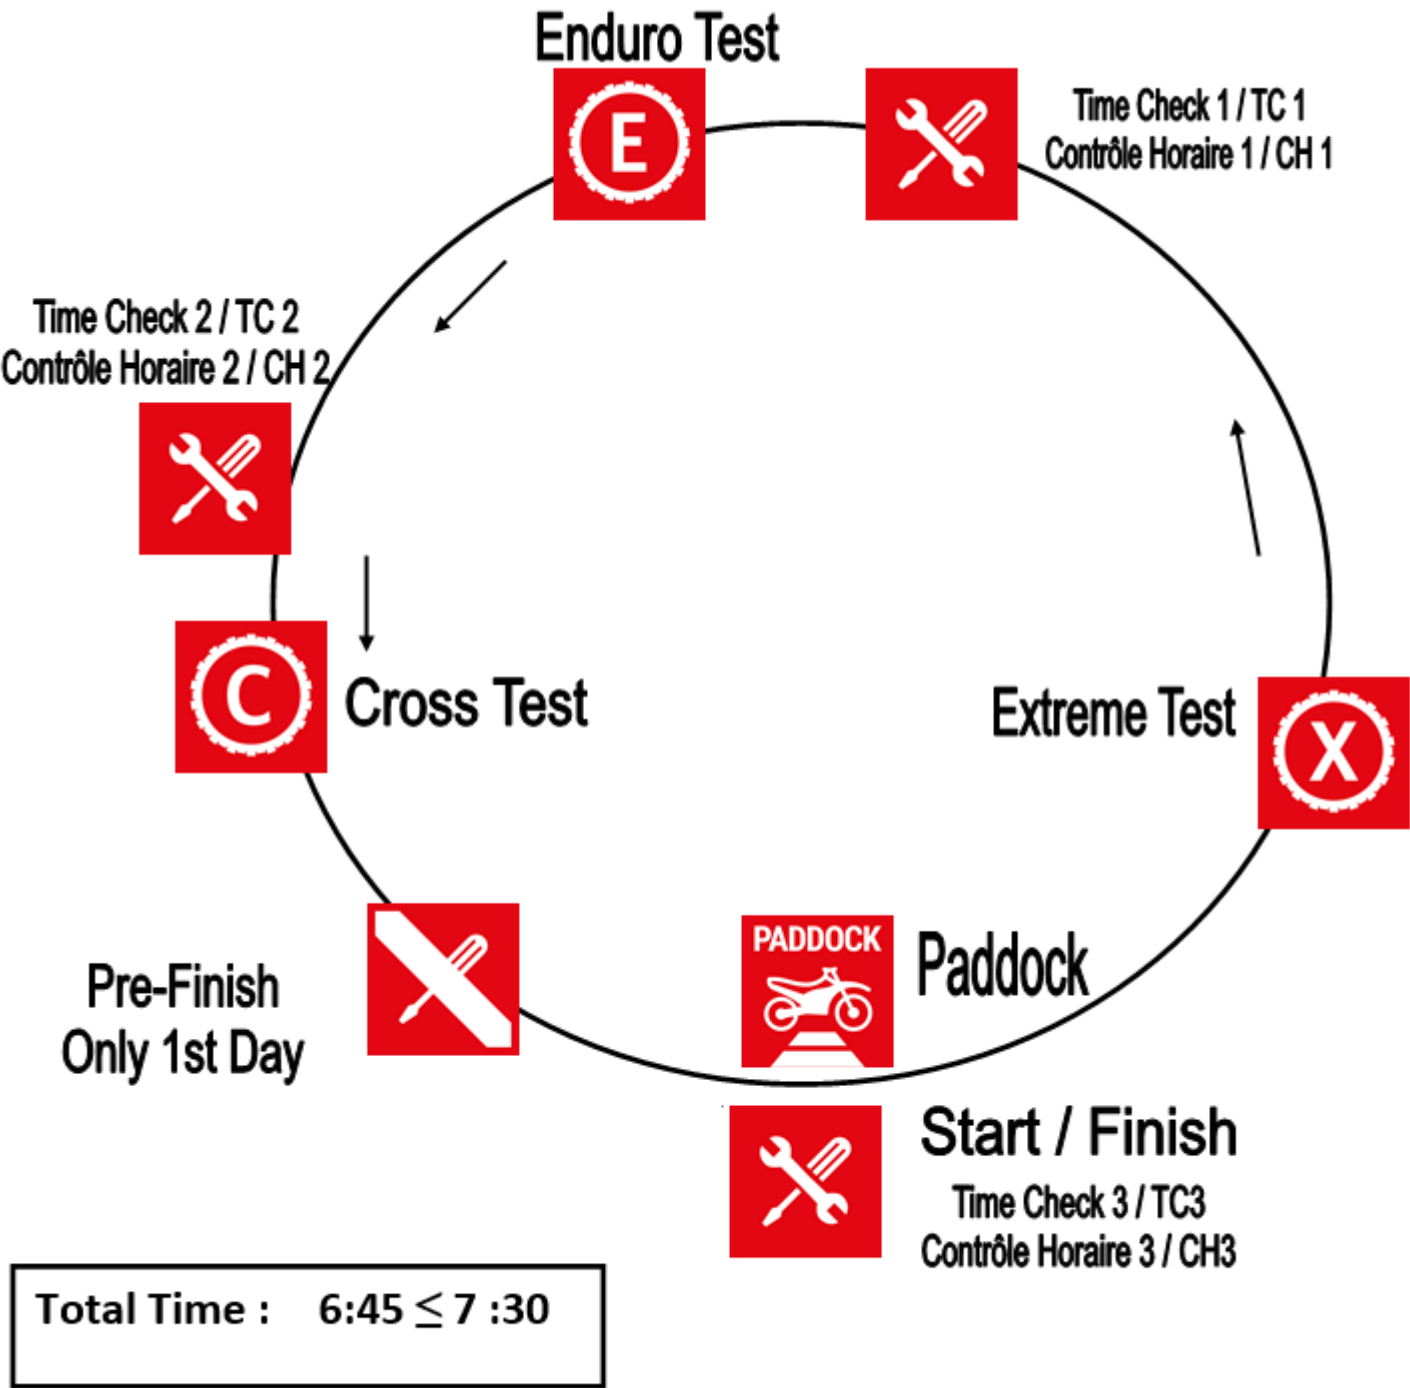 Enduro Test
E
Time Check 1 / TC 1
Contrôle Horaire 1 / CH 1
Time Check 2 / TC 2
Contrôle Horaire 2 / CH 2
C
Cross Test
Extreme Test
X
PADDOCK
Paddock
Pre-Finish
Only 1st Day
Start / Finish
Time Check 3 / TC3
Contrôle Horaire 3 / CH3
Total Time : 6:45 ≤ 7 :30